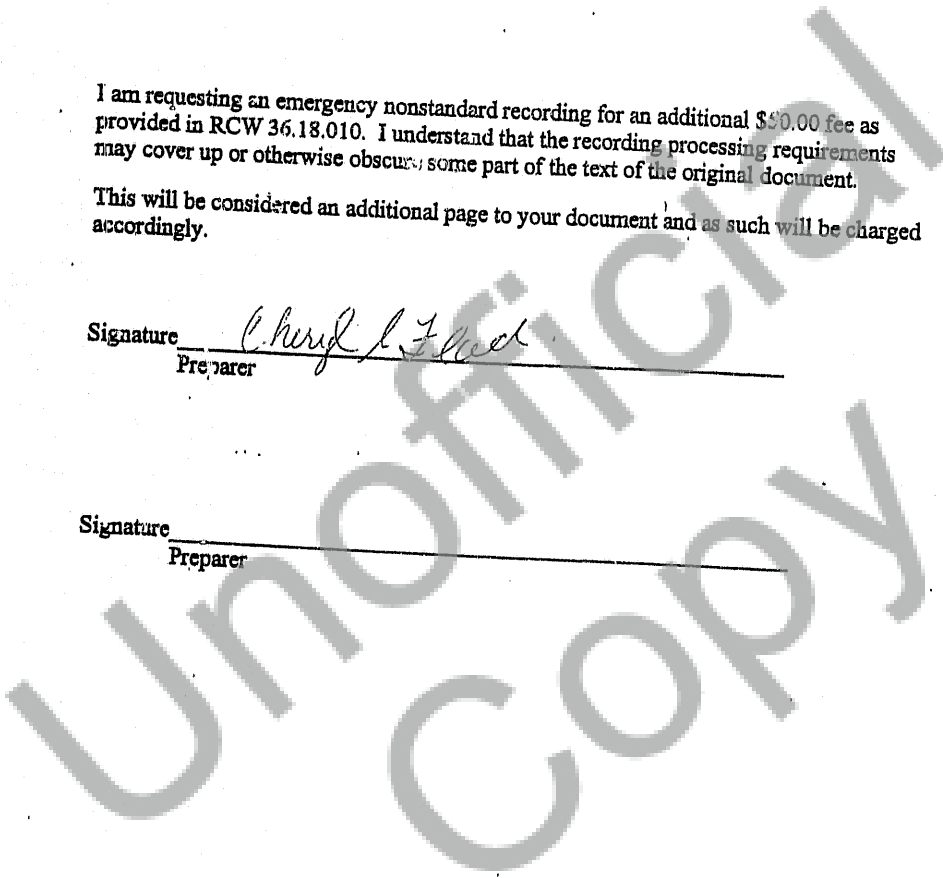 I am requesting an emergency nonstandard recording for an additional $50.00 fee as
provided in RCW 36.18.010. I understand that the recording processing requirements
may cover up or otherwise obscure some part of the text of the original document.
This will be considered an additional page to your document and as such will be charged
accordingly.
Signature Cheryl L
Preparer
Signature
Preparer
Unofficial
Copy